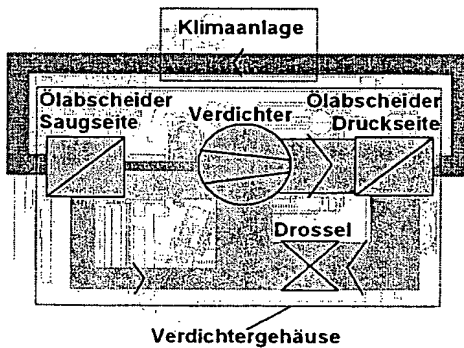 Klimaanlage
Ölabscheider Saugseite
Verdichter
Ölabscheider Druckseite
Drossel
Verdichtergehäuse